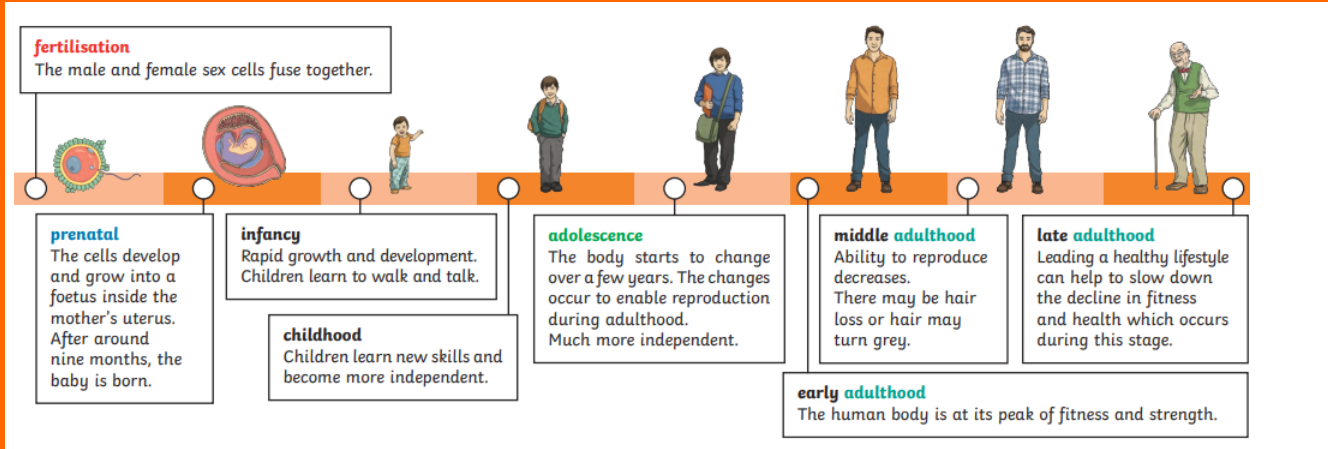 fertilisation
The male and female sex cells fuse together.
prenatal
The cells develop
and grow into a
foetus inside the
mother's uterus.
After around
nine months, the
baby is born.
infancy
Rapid growth and development.
Children learn to walk and talk.
childhood
Children learn new skills and
become more independent.
adolescence
The body starts to change
over a few years. The changes
occur to enable reproduction
during adulthood.
Much more independent.
early adulthood
The human body is at its peak of fitness and strength.
middle adulthood
Ability to reproduce
decreases.
There may be hair
loss or hair may
turn grey.
late adulthood
Leading a healthy lifestyle
can help to slow down
the decline in fitness
and health which occurs
during this stage.